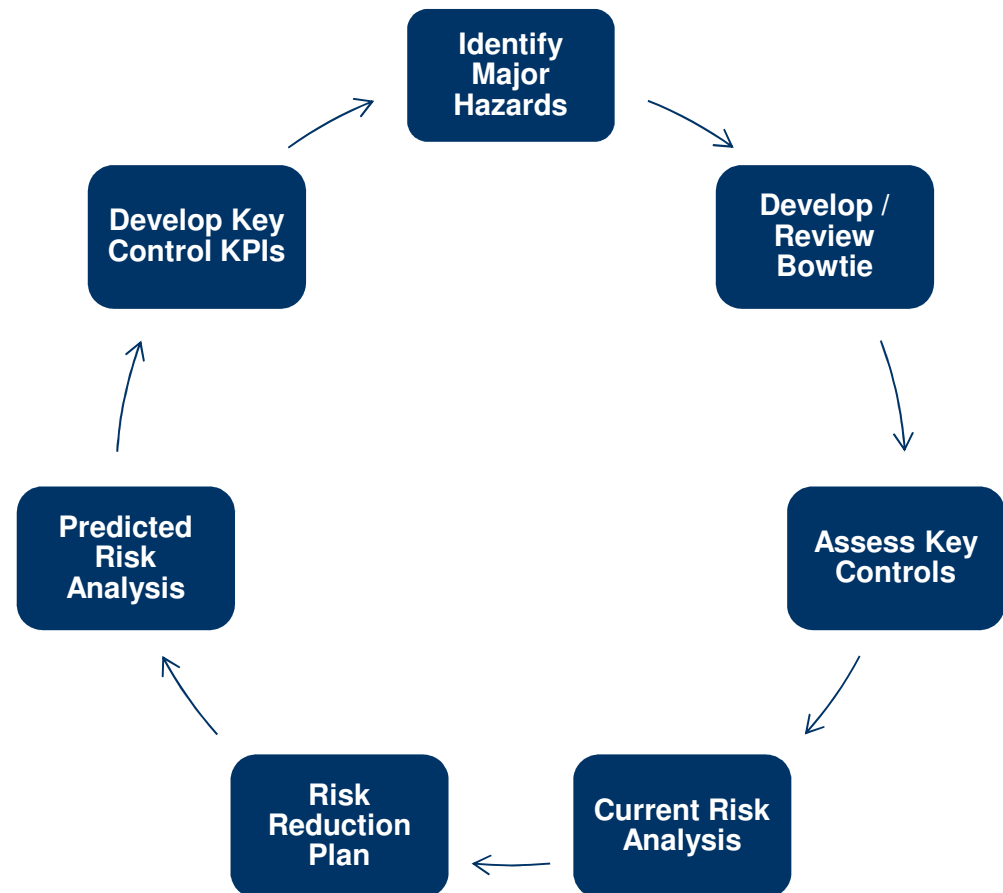 Identify
Major
Hazards
Develop /
Review
Bowtie
Assess Key
Controls
Current Risk
Analysis
Risk
Reduction
Plan
Predicted
Risk
Analysis
Develop Key
Control KPIs